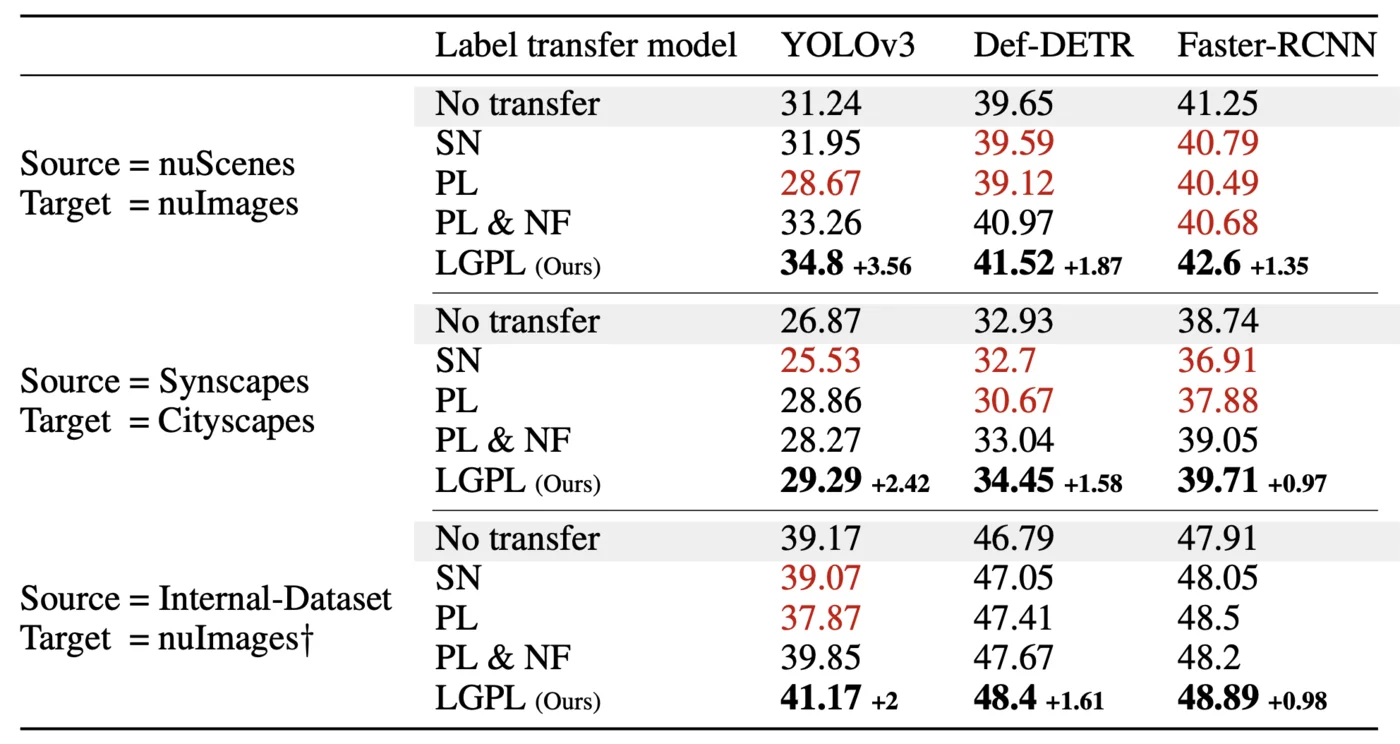 Label transfer model YOLOv3 Def-DETR Faster-RCNN
Source = nuScenes
Target = nuImages
No transfer 31.24 39.65 41.25
SN 31.95 39.59 40.79
PL 28.67 39.12 40.49
PL & NF 33.26 40.97 40.68
LGPL (Ours) 34.8 +3.56 41.52 +1.87 42.6 +1.35
Source = Synscapes
Target = Cityscapes
No transfer 26.87 32.93 38.74
SN 25.53 32.7 36.91
PL 28.86 30.67 37.88
PL & NF 28.27 33.04 39.05
LGPL (Ours) 29.29 +2.42 34.45 +1.58 39.71 +0.97
Source = Internal-Dataset
Target = nuImages†
No transfer 39.17 46.79 47.91
SN 39.07 47.05 48.05
PL 37.87 47.41 48.5
PL & NF 39.85 47.67 48.2
LGPL (Ours) 41.17 +2 48.4 +1.61 48.89 +0.98